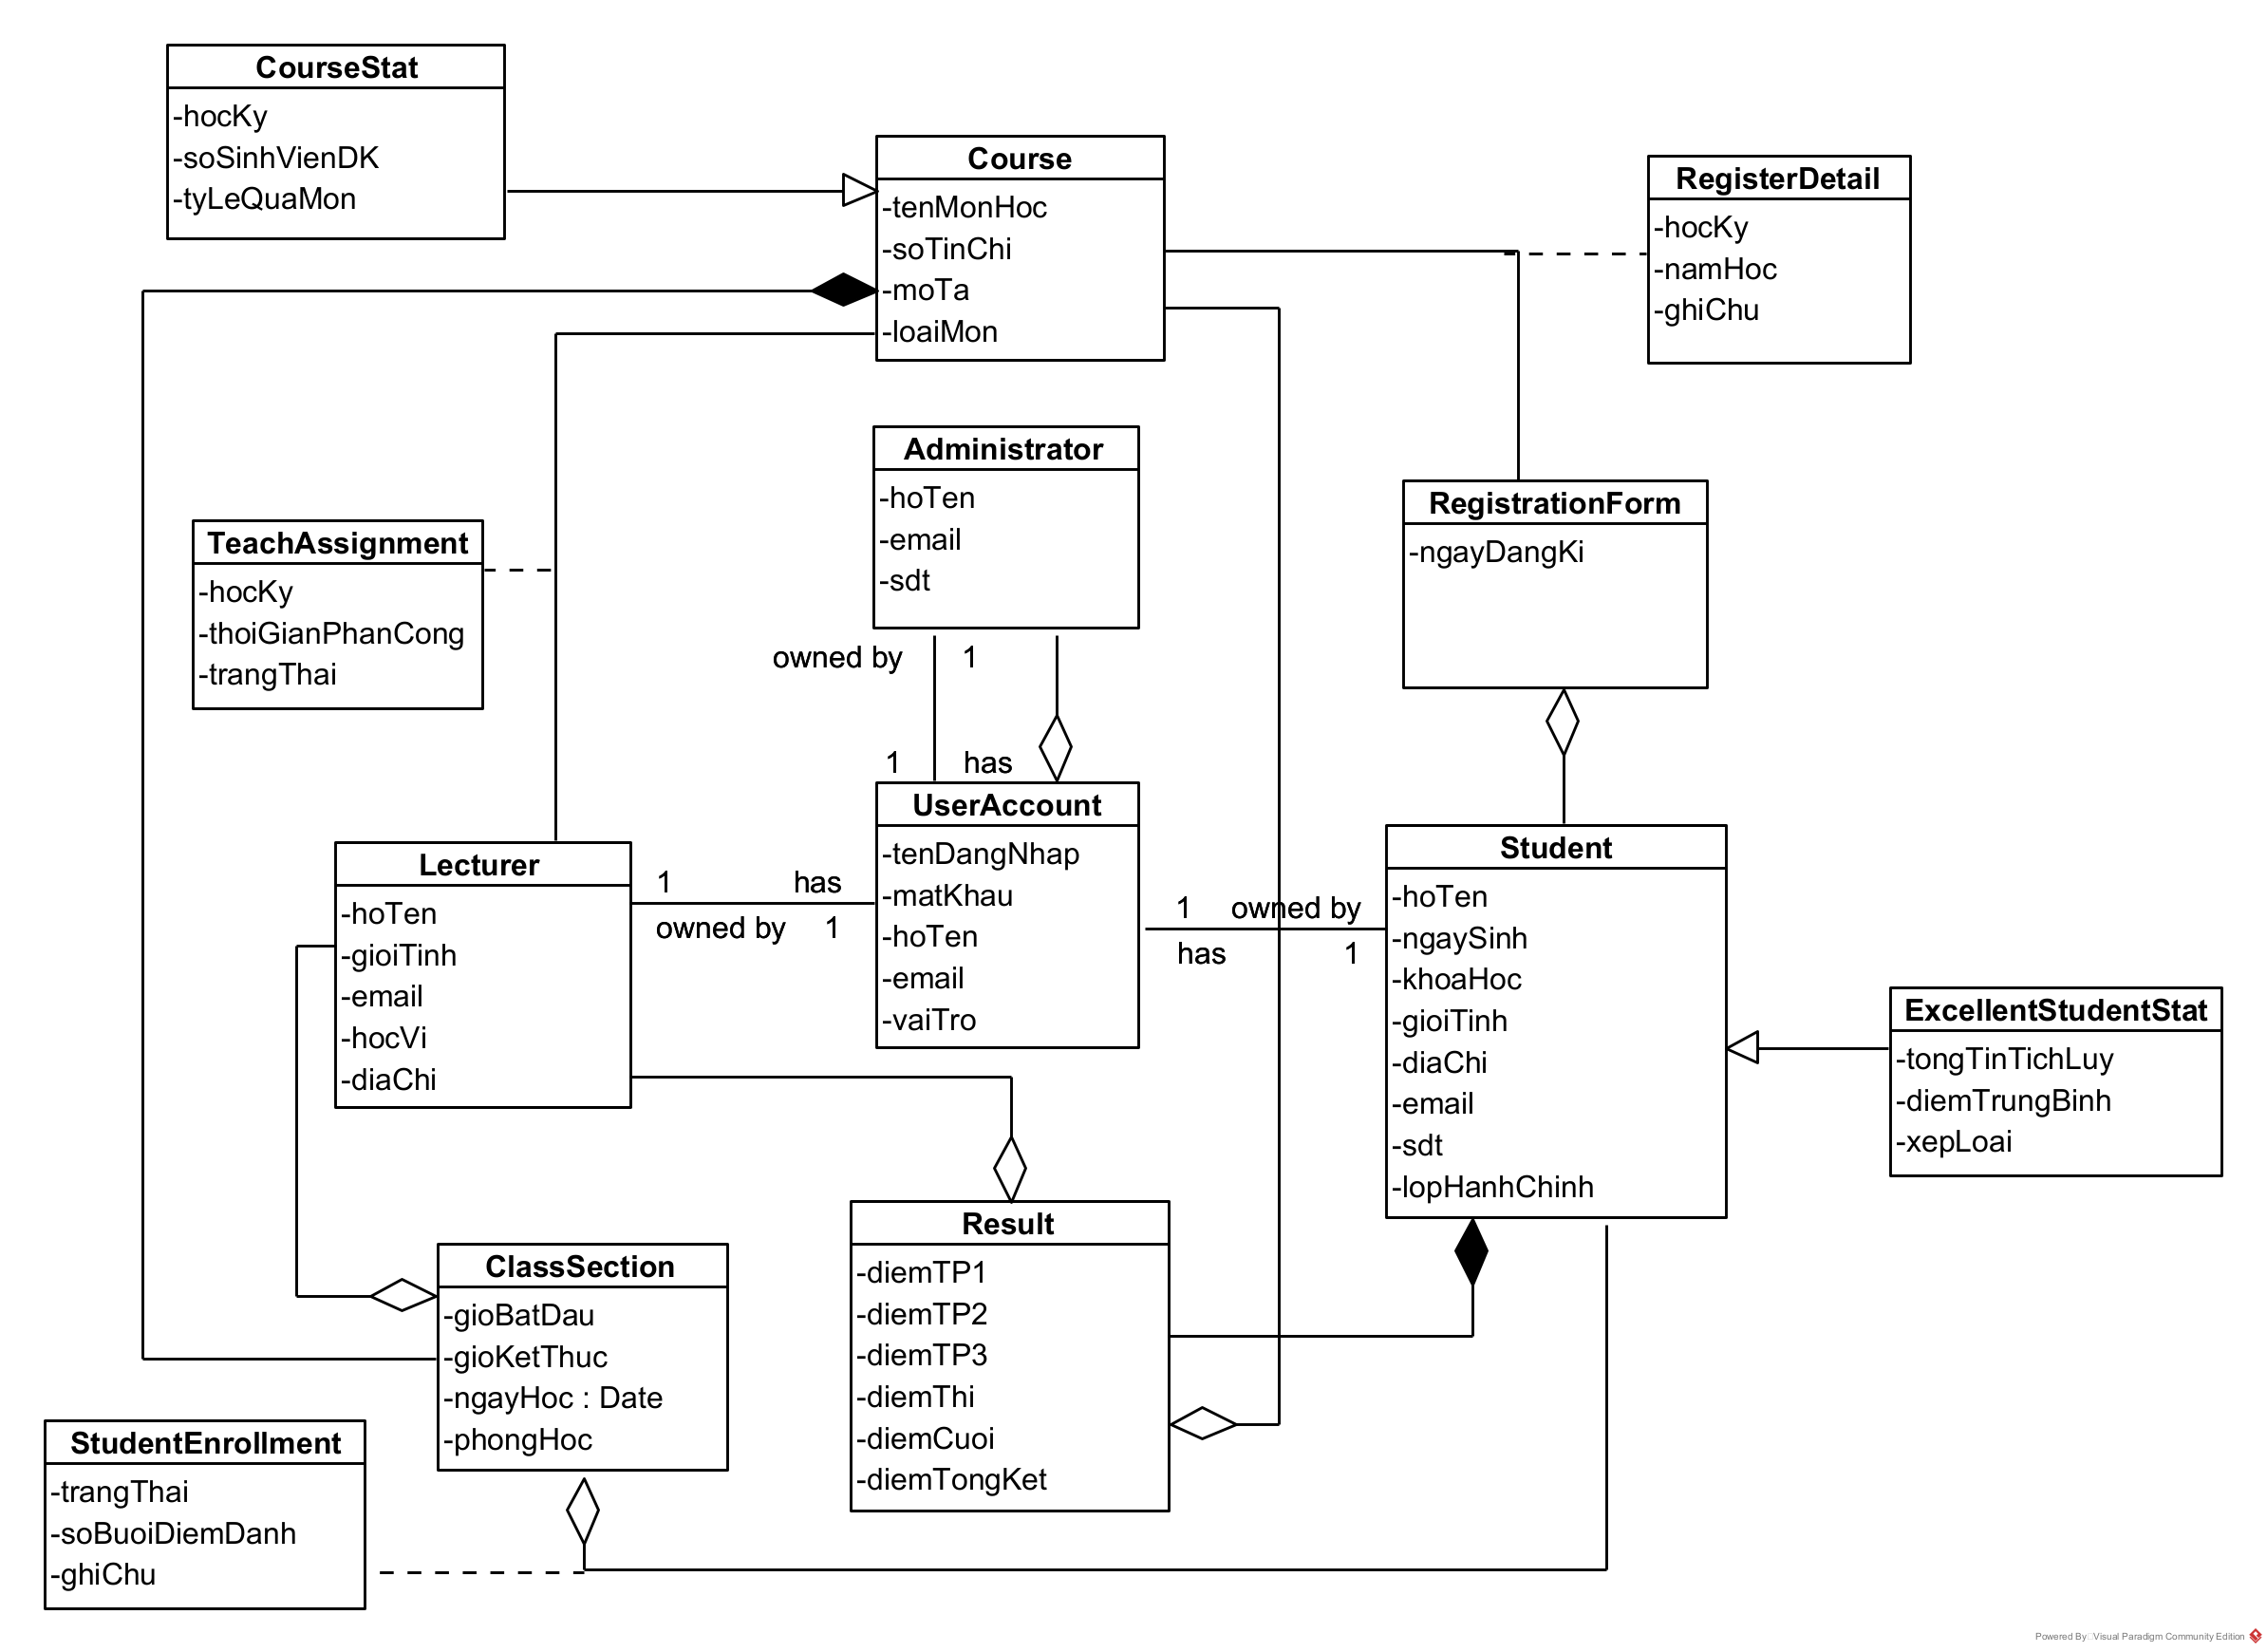 CourseStat
-hocKy
-soSinhVienDK
-tyLeQuaMon
Course
-tenMonHoc
-soTinChi
-moTa
-loaiMon
RegisterDetail
-hocKy
-namHoc
-ghiChu
Administrator
-hoTen
-email
-sdt
RegistrationForm
-ngayDangKi
TeachAssignment
-hocKy
-thoiGianPhanCong
-trangThai
owned by 1
1 has
UserAccount
-tenDangNhap
-matKhau
-hoTen
-email
-vaiTro
Lecturer
-hoTen
-gioiTinh
-email
-hocVi
-diaChi
1 has
owned by 1
1 owned by
has 1
Student
-hoTen
-ngaySinh
-khoaHoc
-gioiTinh
-diaChi
-email
-sdt
-lopHanhChinh
ExcellentStudentStat
-tongTinTichLuy
-diemTrungBinh
-xepLoai
Result
-diemTP1
-diemTP2
-diemTP3
-diemThi
-diemCuoi
-diemTongKet
ClassSection
-gioBatDau
-gioKetThuc
-ngayHoc : Date
-phongHoc
StudentEnrollment
-trangThai
-soBuoiDiemDanh
-ghiChu
Powered By Visual Paradigm Community Edition